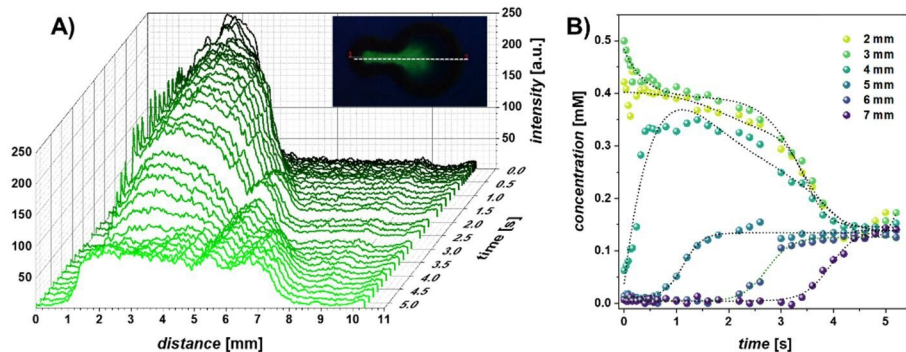 A)
250
200
150
100
50
intensity [a.u.]
250
200
150
100
50
0.0
0.5
1.0
1.5
2.0
2.5
3.0
3.5
4.0
4.5
5.0
time [s]
0 1 2 3 4 5 6 7 8 9 10 11
distance [mm]
B)
0.5
0.4
0.3
0.2
0.1
0.0
concentration [mM]
2 mm
3 mm
4 mm
5 mm
6 mm
7 mm
0 1 2 3 4 5
time [s]